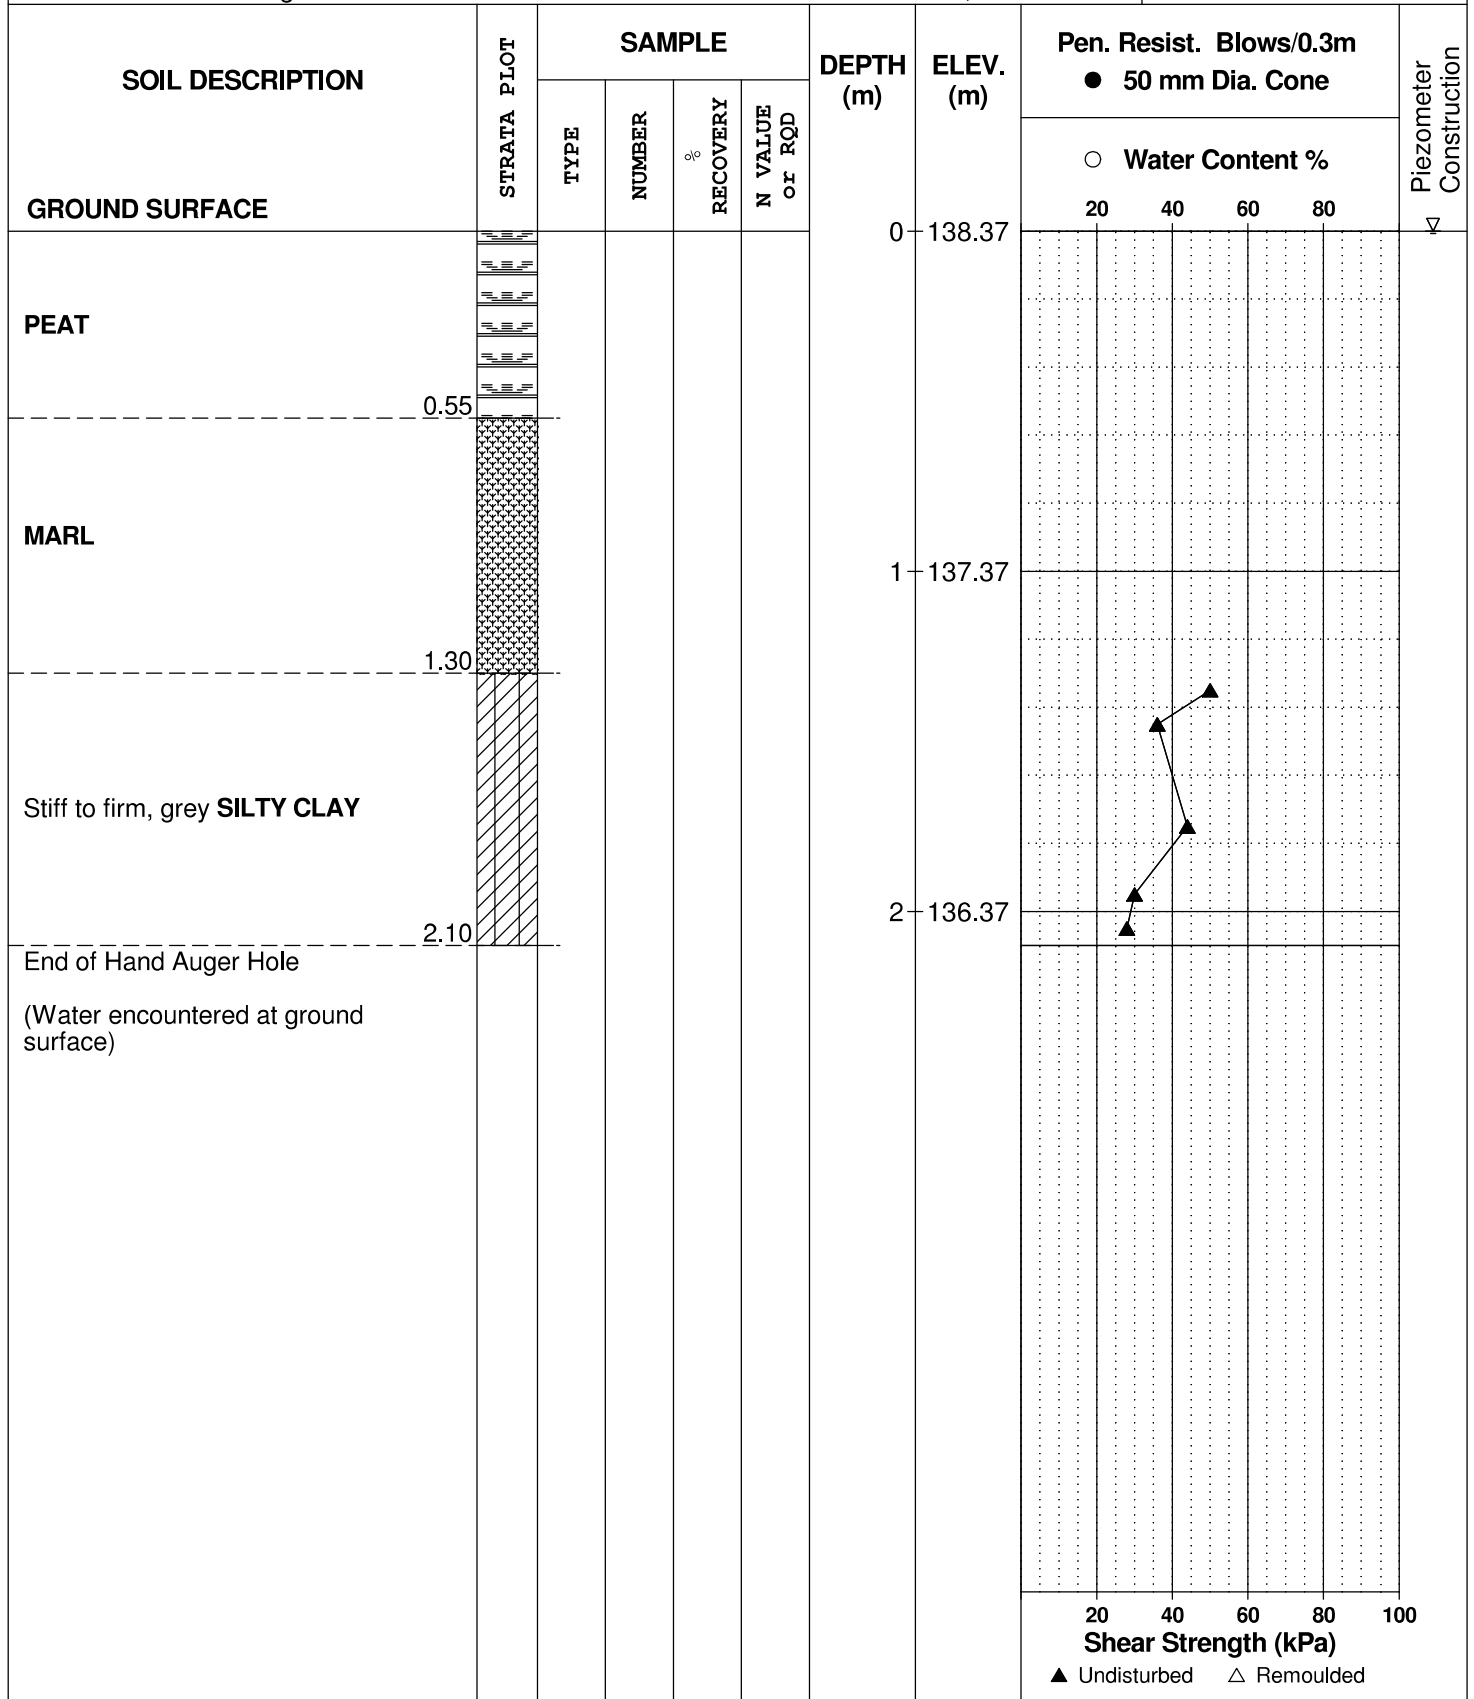 SOIL DESCRIPTION
GROUND SURFACE
STRATA PLOT
SAMPLE
TYPE
NUMBER
%
RECOVERY
N VALUE
or RQD
DEPTH
(m)
ELEV.
(m)
Pen. Resist. Blows/0.3m
● 50 mm Dia. Cone
○ Water Content %
20 40 60 80
Piezometer
Construction
0 138.37
PEAT
0.55
MARL
1 137.37
1.30
Stiff to firm, grey SILTY CLAY
2 136.37
2.10
End of Hand Auger Hole
(Water encountered at ground
surface)
20 40 60 80 100
Shear Strength (kPa)
▲ Undisturbed △ Remoulded